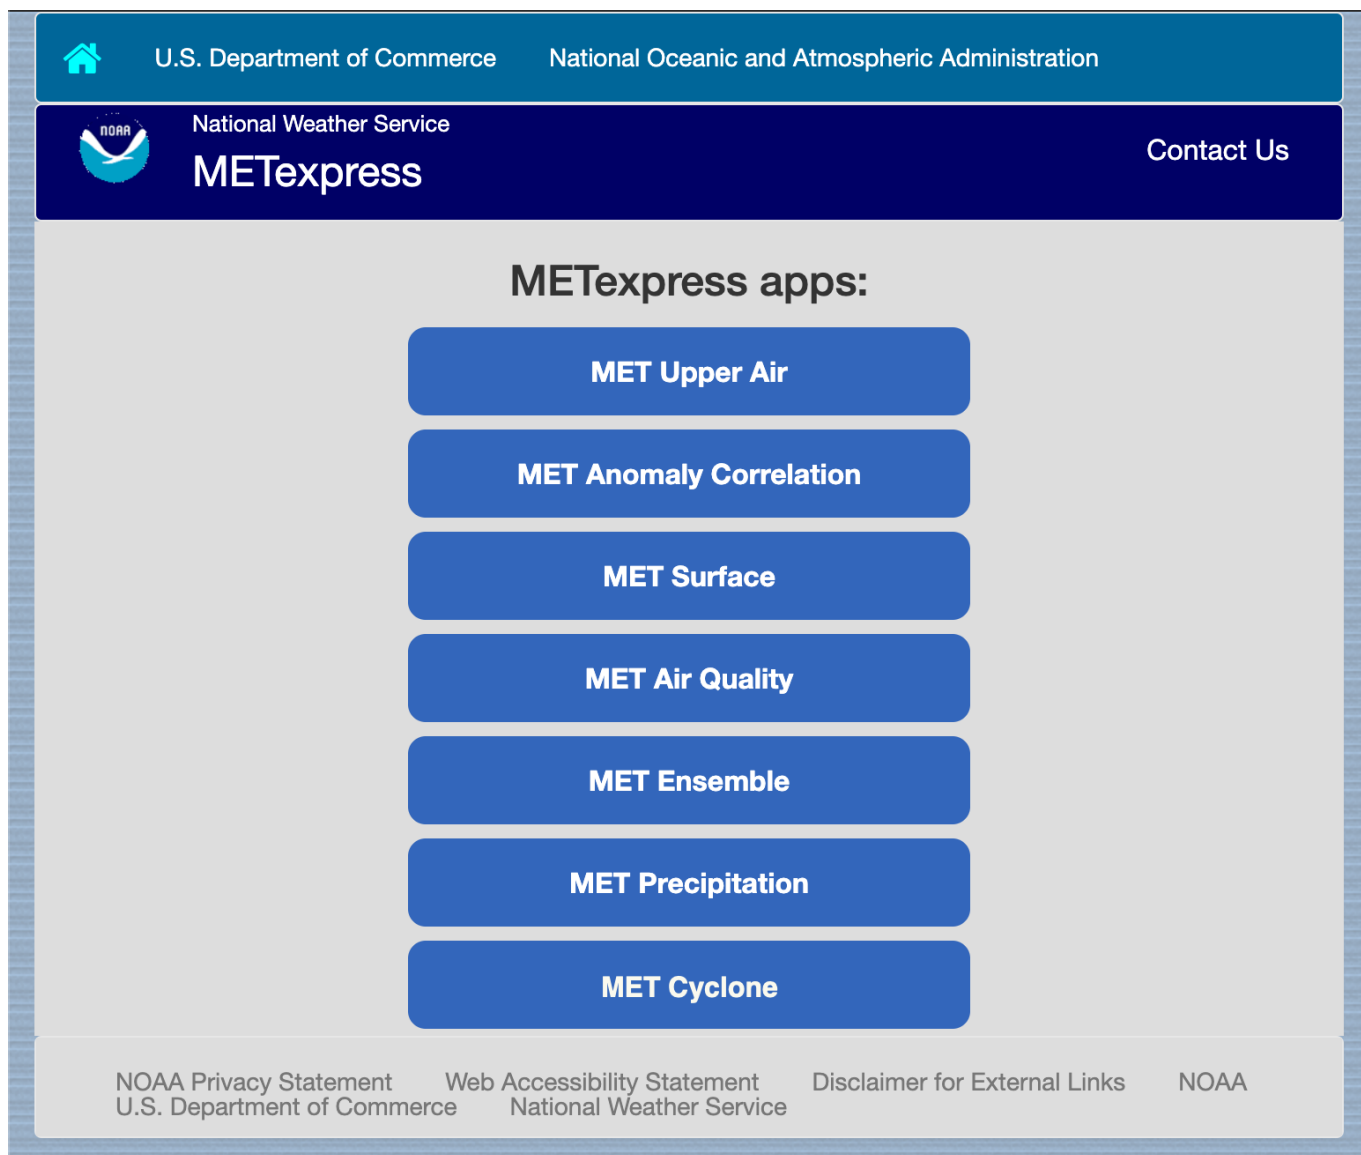 U.S. Department of Commerce National Oceanic and Atmospheric Administration
NOAA
National Weather Service
METexpress
Contact Us
METexpress apps:
MET Upper Air
MET Anomaly Correlation
MET Surface
MET Air Quality
MET Ensemble
MET Precipitation
MET Cyclone
NOAA Privacy Statement Web Accessibility Statement Disclaimer for External Links NOAA
U.S. Department of Commerce National Weather Service